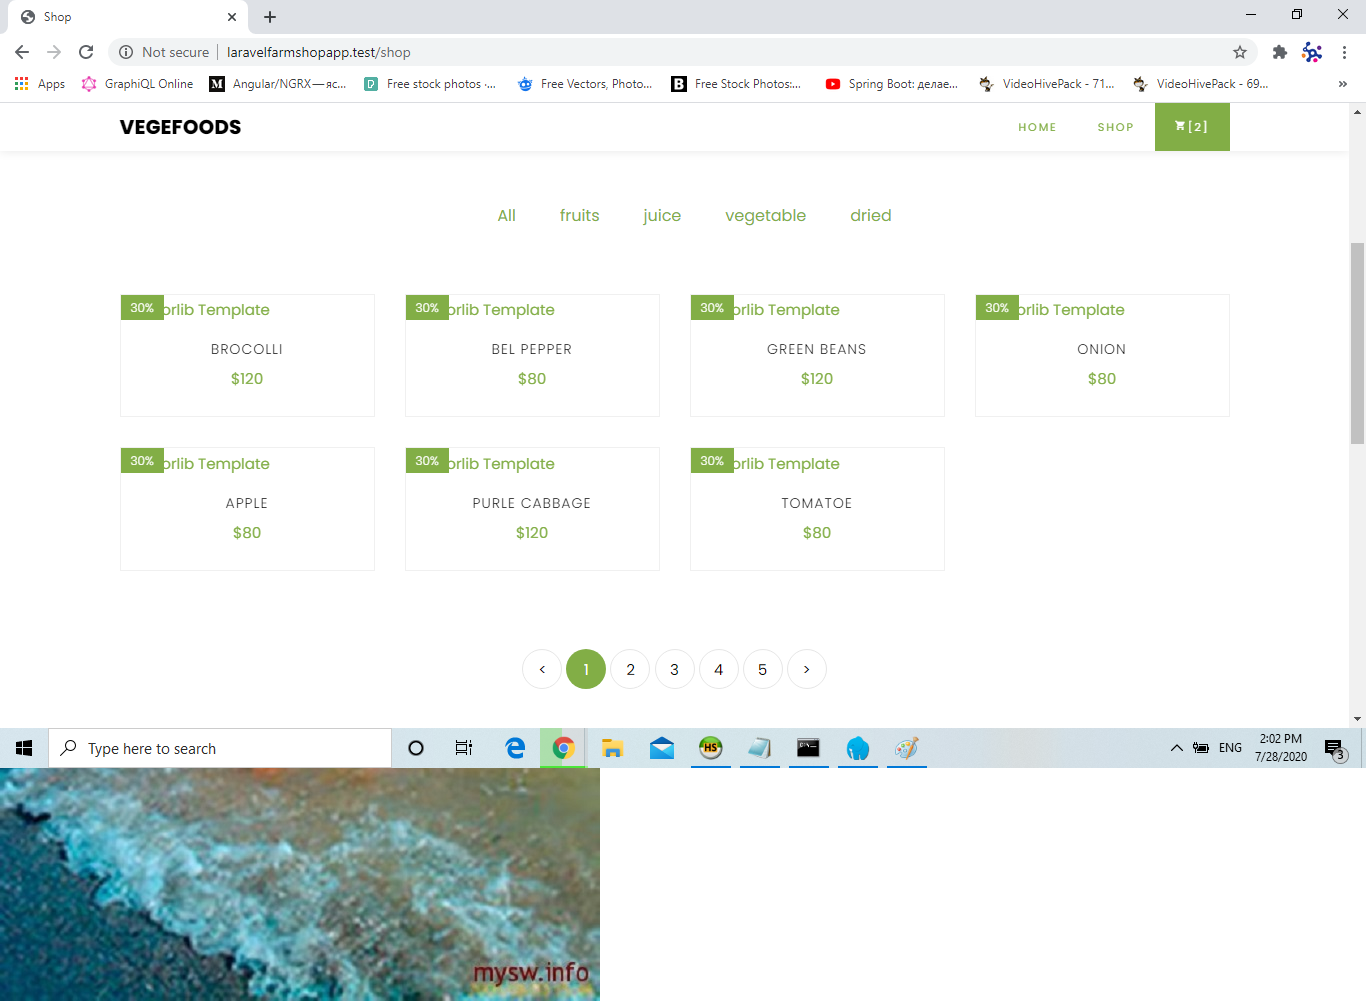 Shop
Not secure laravelfarmshopapp.test/shop
Apps GraphiQL Online Angular/NGRX — яс... Free stock photos ·... Free Vectors, Photo... Free Stock Photos:... Spring Boot: делае... VideoHivePack - 71... VideoHivePack - 69... »
VEGEFOODS HOME SHOP [2]
All fruits juice vegetable dried
30% orlib Template 30% orlib Template 30% orlib Template 30% orlib Template
BROCOLLI BEL PEPPER GREEN BEANS ONION
$120 $80 $120 $80
30% orlib Template 30% orlib Template 30% orlib Template
APPLE PURLE CABBAGE TOMATOE
$80 $120 $80
< 1 2 3 4 5 >
Type here to search HS ENG 2:02 PM
7/28/2020 3
mysw.info